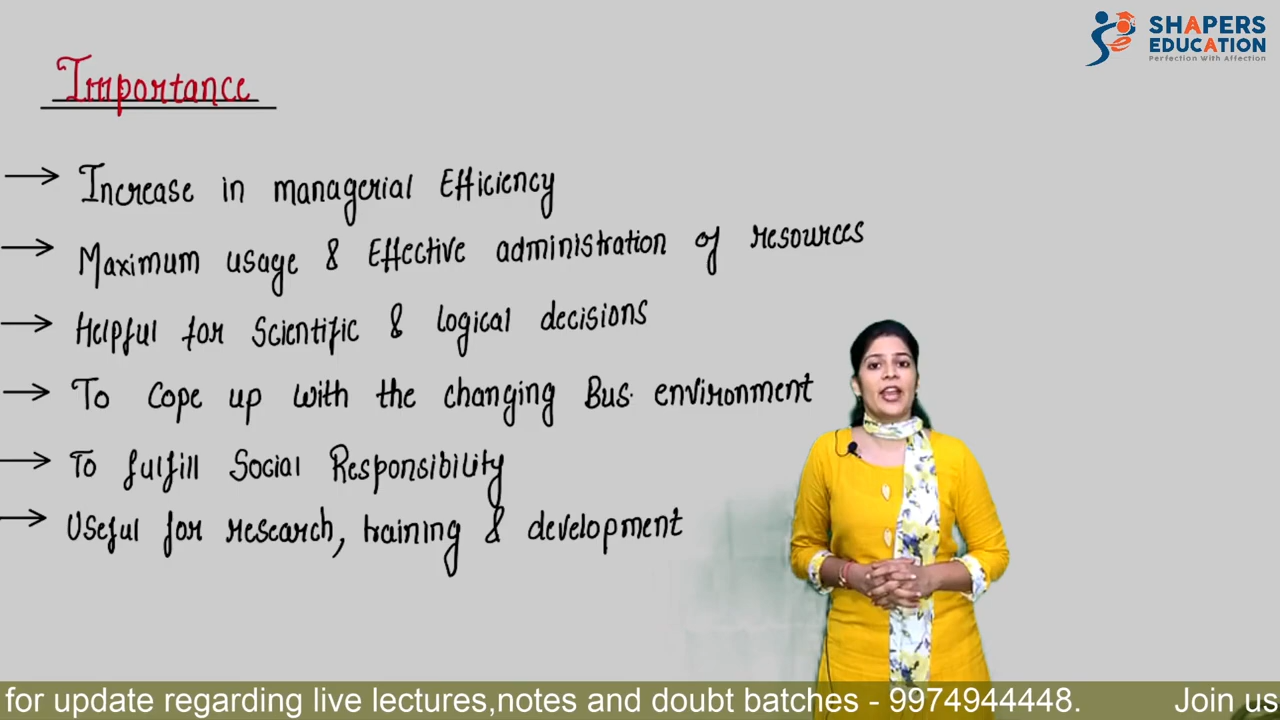 SHAPERS
EDUCATION
Perfection With Affection
Importance
→ Increase in managerial Efficiency
→ Maximum usage & Effective administration of resources
→ Helpful for Scientific & logical decisions
→ To cope up with the changing Bus. environment
→ To fulfill Social Responsibility
→ Useful for research, training & development
for update regarding live lectures,notes and doubt batches - 9974944448. Join us